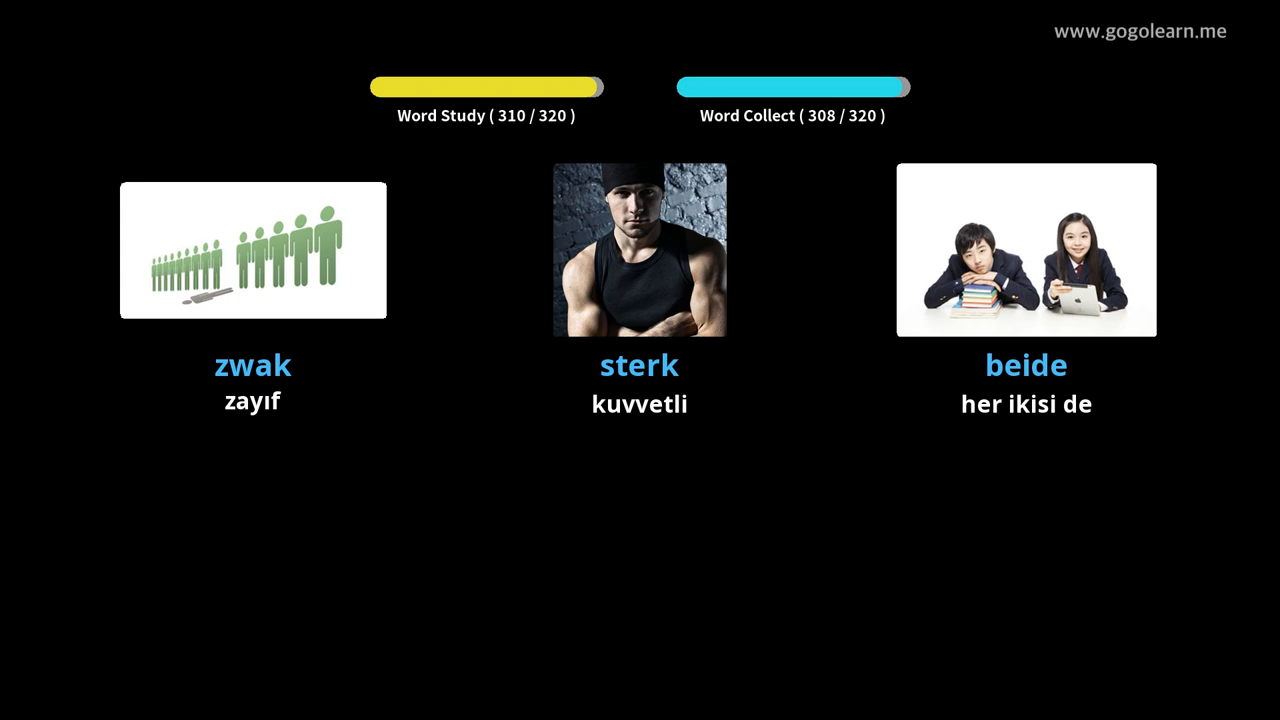 www.gogolearn.me
Word Study ( 310 / 320 )
Word Collect ( 308 / 320 )
zwak
zayıf
sterk
kuvvetli
beide
her ikisi de